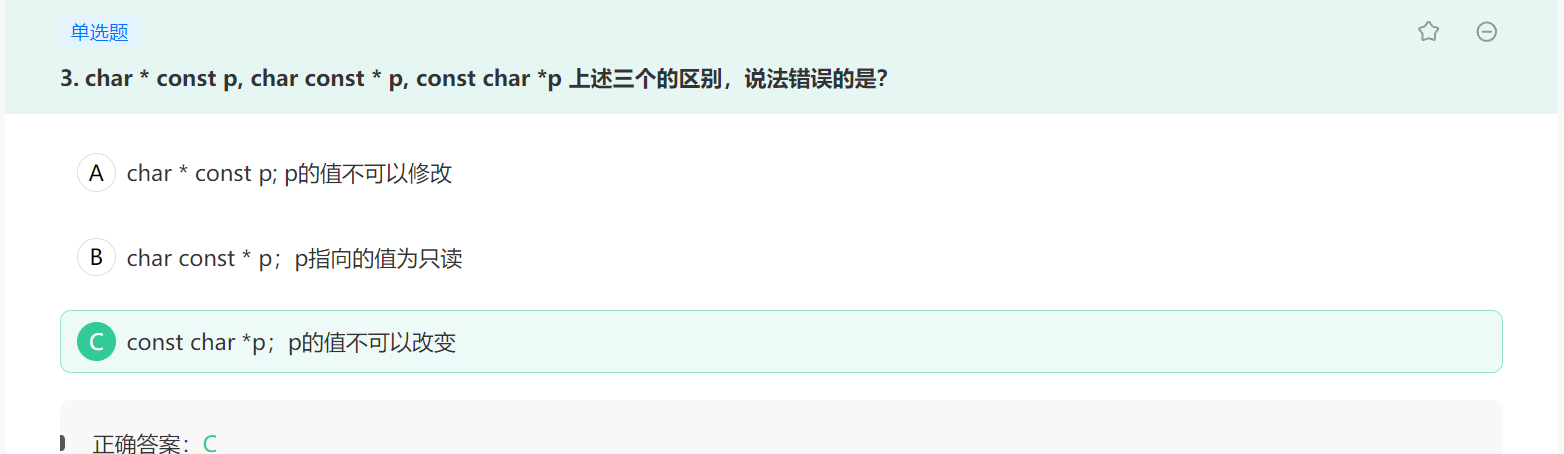 单选题
3. char * const p, char const * p, const char *p 上述三个的区别，说法错误的是?
A char * const p; p的值不可以修改
B char const * p；p指向的值为只读
C const char *p；p的值不可以改变
正确答案：C